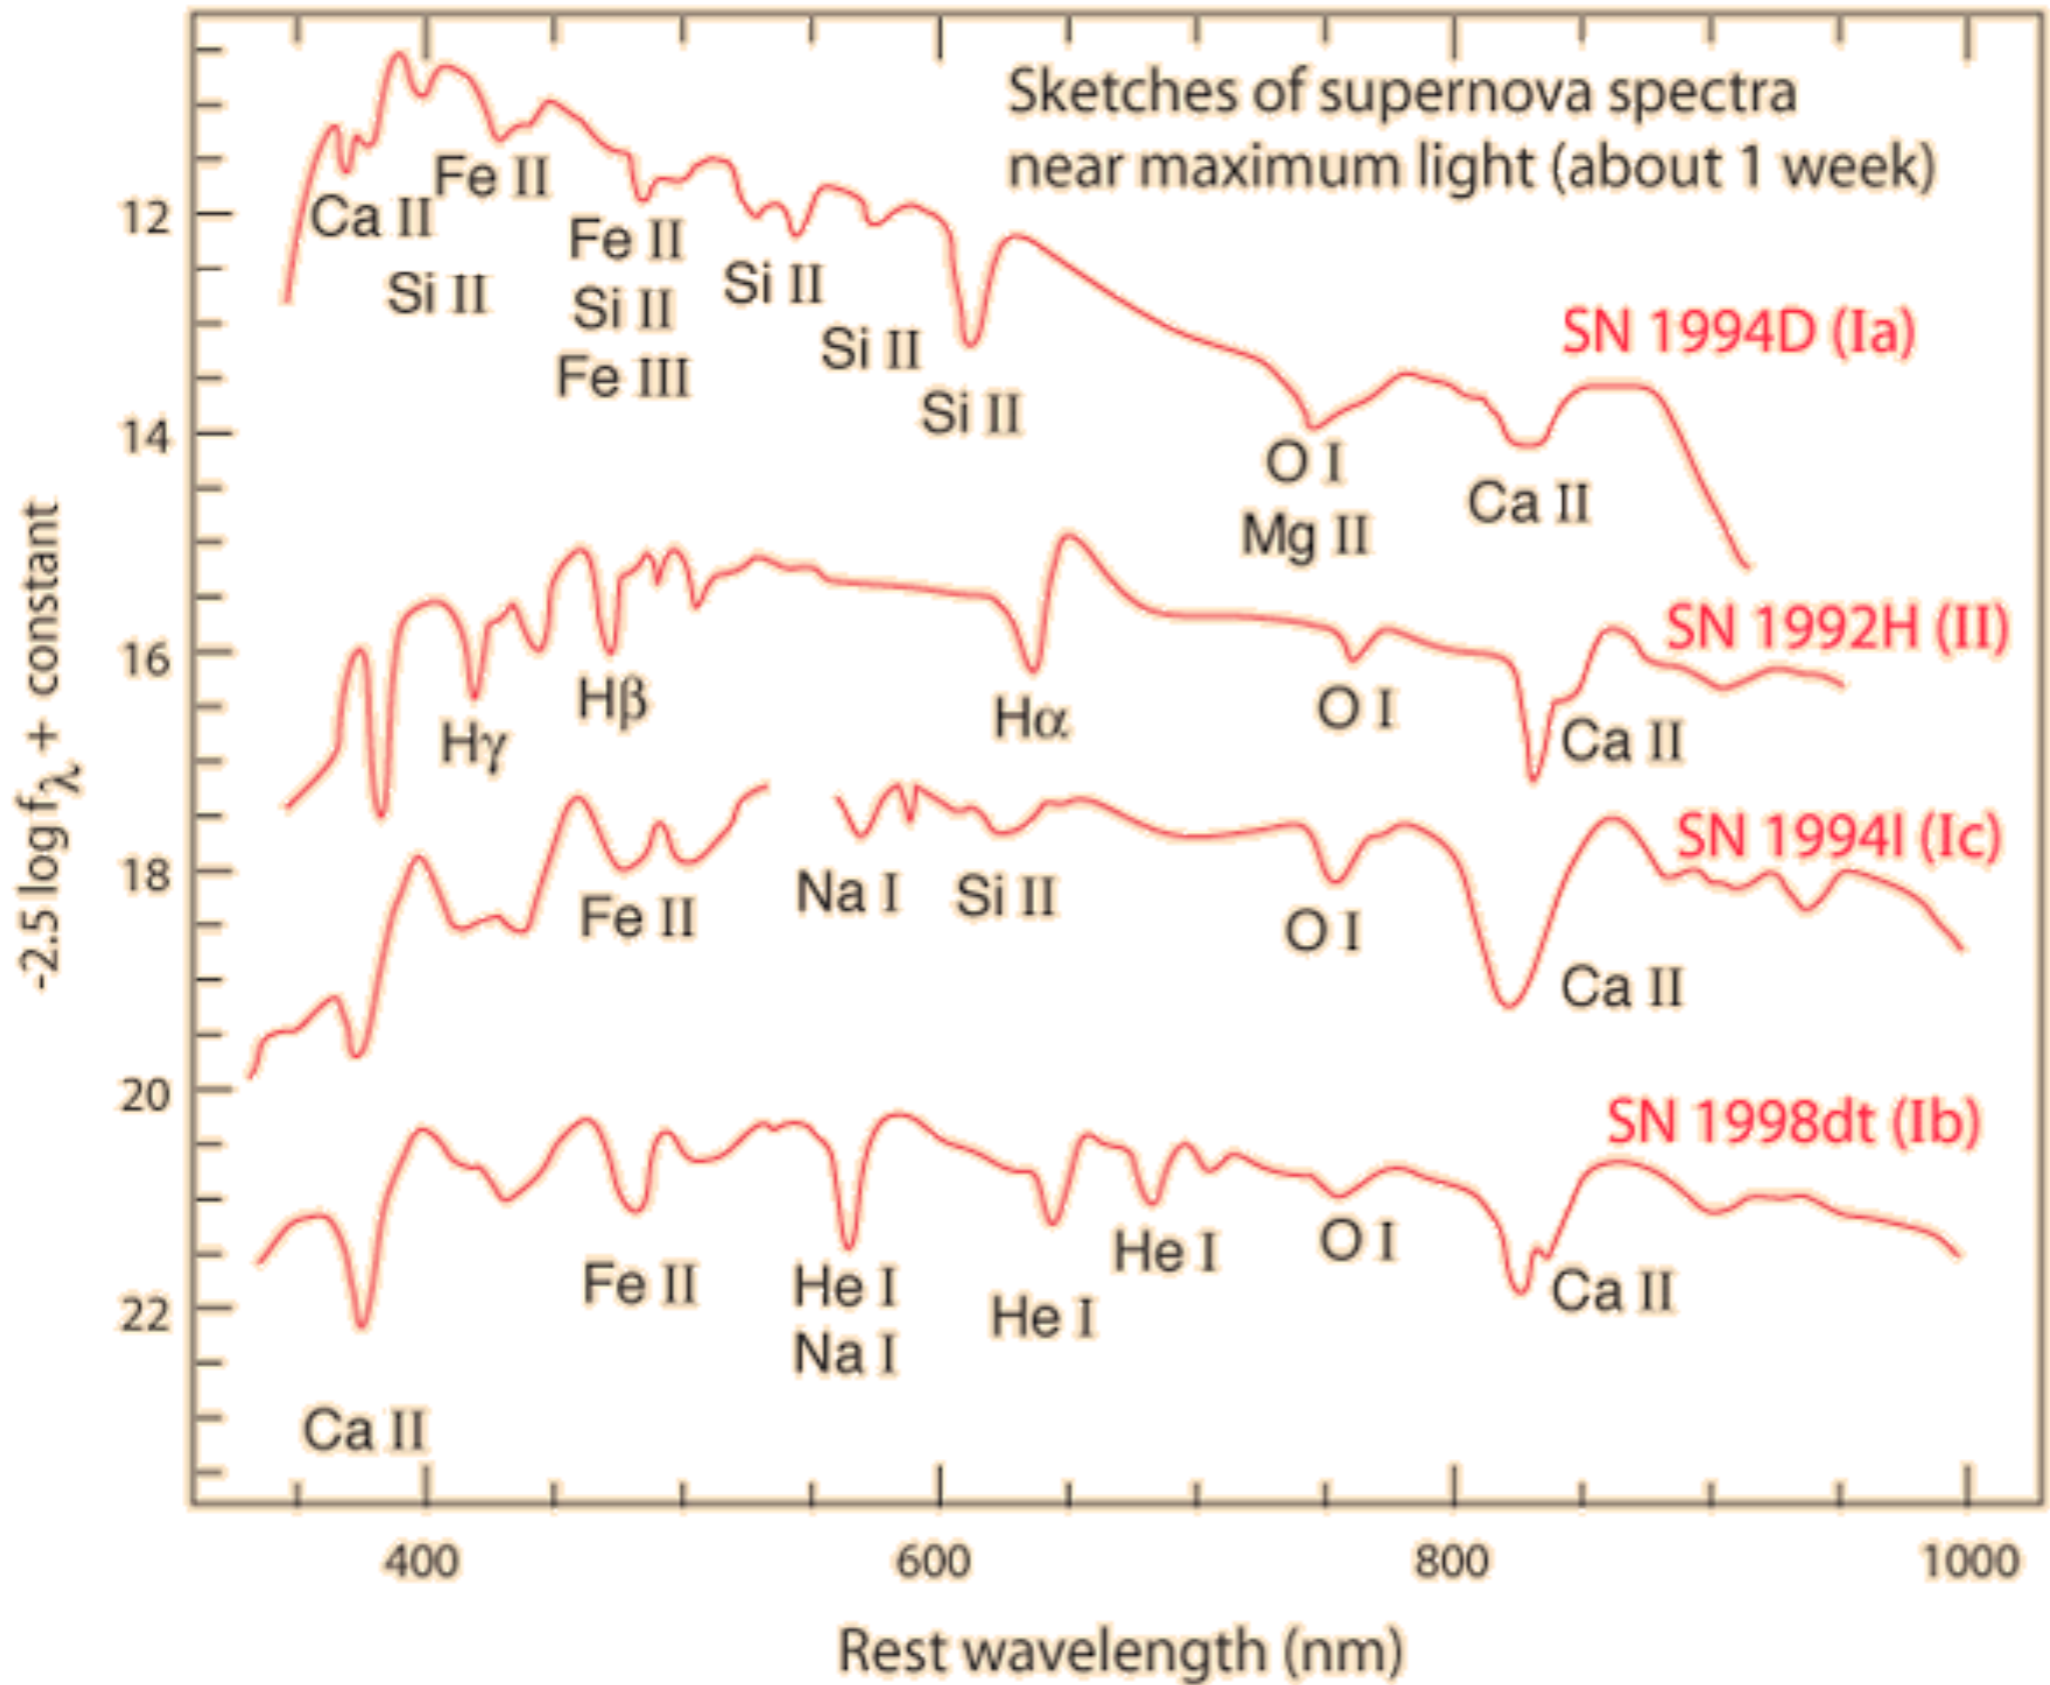 Sketches of supernova spectra
near maximum light (about 1 week)
12
14
16
18
20
22
-2.5 log fλ + constant
Ca II
Fe II
Si II
Fe II
Si II
Fe III
Si II
Si II
Si II
O I
Mg II
Ca II
SN 1994D (Ia)
Hγ
Hβ
Hα
O I
Ca II
SN 1992H (II)
Fe II
Na I
Si II
O I
Ca II
SN 1994I (Ic)
Ca II
Fe II
He I
Na I
He I
He I
O I
Ca II
SN 1998dt (Ib)
400
600
800
1000
Rest wavelength (nm)